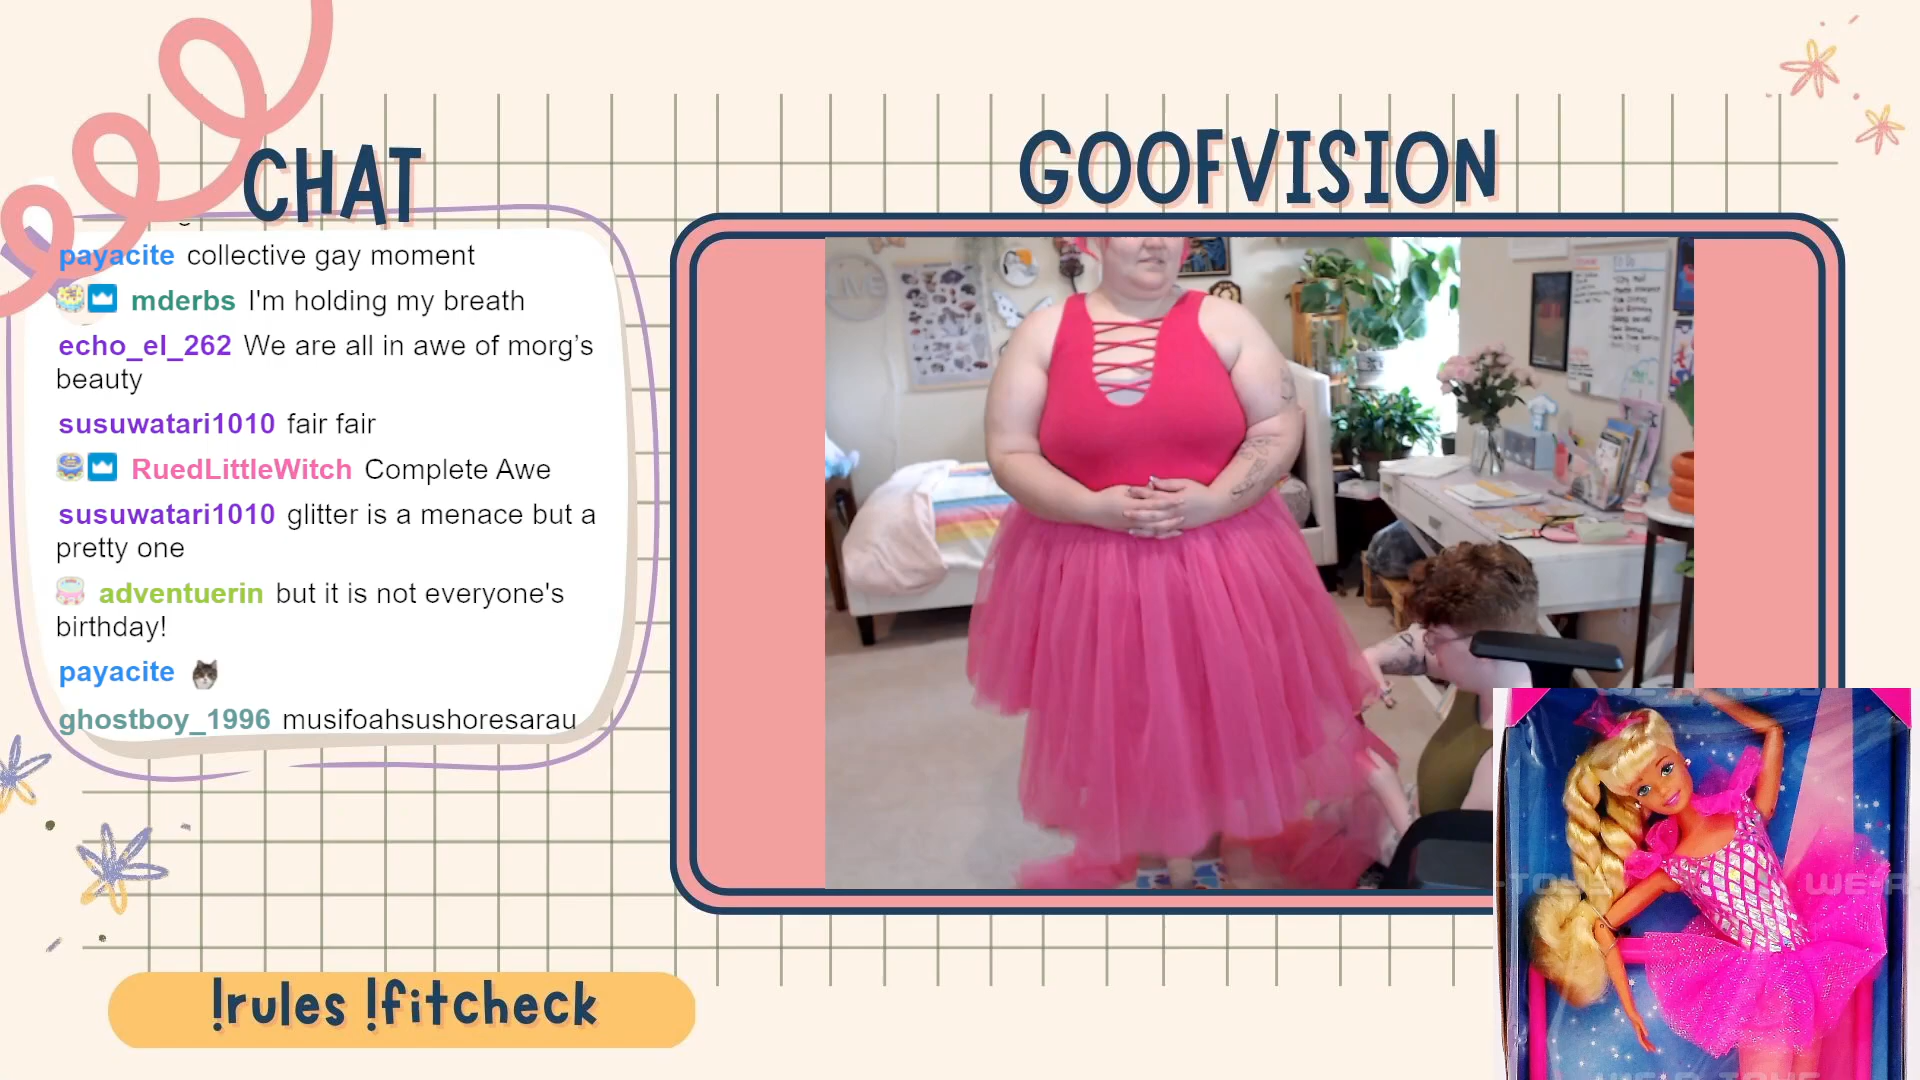 CHAT
GOOFVISION
payacite collective gay moment
mderbs I'm holding my breath
echo_el_262 We are all in awe of morg’s
beauty
susuwatari1010 fair fair
RuedLittleWitch Complete Awe
susuwatari1010 glitter is a menace but a
pretty one
adventuerin but it is not everyone's
birthday!
payacite
ghostboy_1996 musifoahsushoresarau
LIVE
!rules !fitcheck